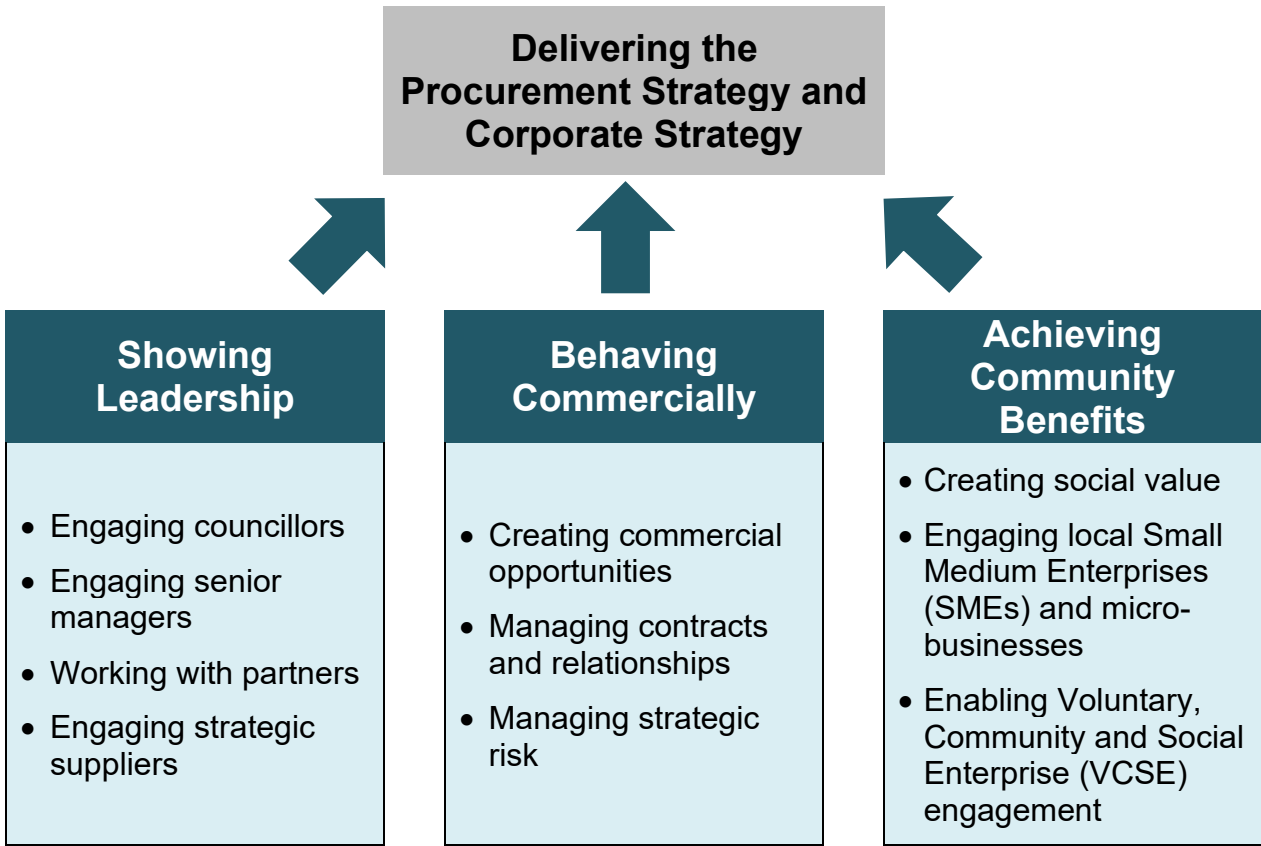 Delivering the
Procurement Strategy and
Corporate Strategy
Showing
Leadership
• Engaging councillors
• Engaging senior
managers
• Working with partners
• Engaging strategic
suppliers
Behaving
Commercially
• Creating commercial
opportunities
• Managing contracts
and relationships
• Managing strategic
risk
Achieving
Community
Benefits
• Creating social value
• Engaging local Small
Medium Enterprises
(SMEs) and micro-
businesses
• Enabling Voluntary,
Community and Social
Enterprise (VCSE)
engagement